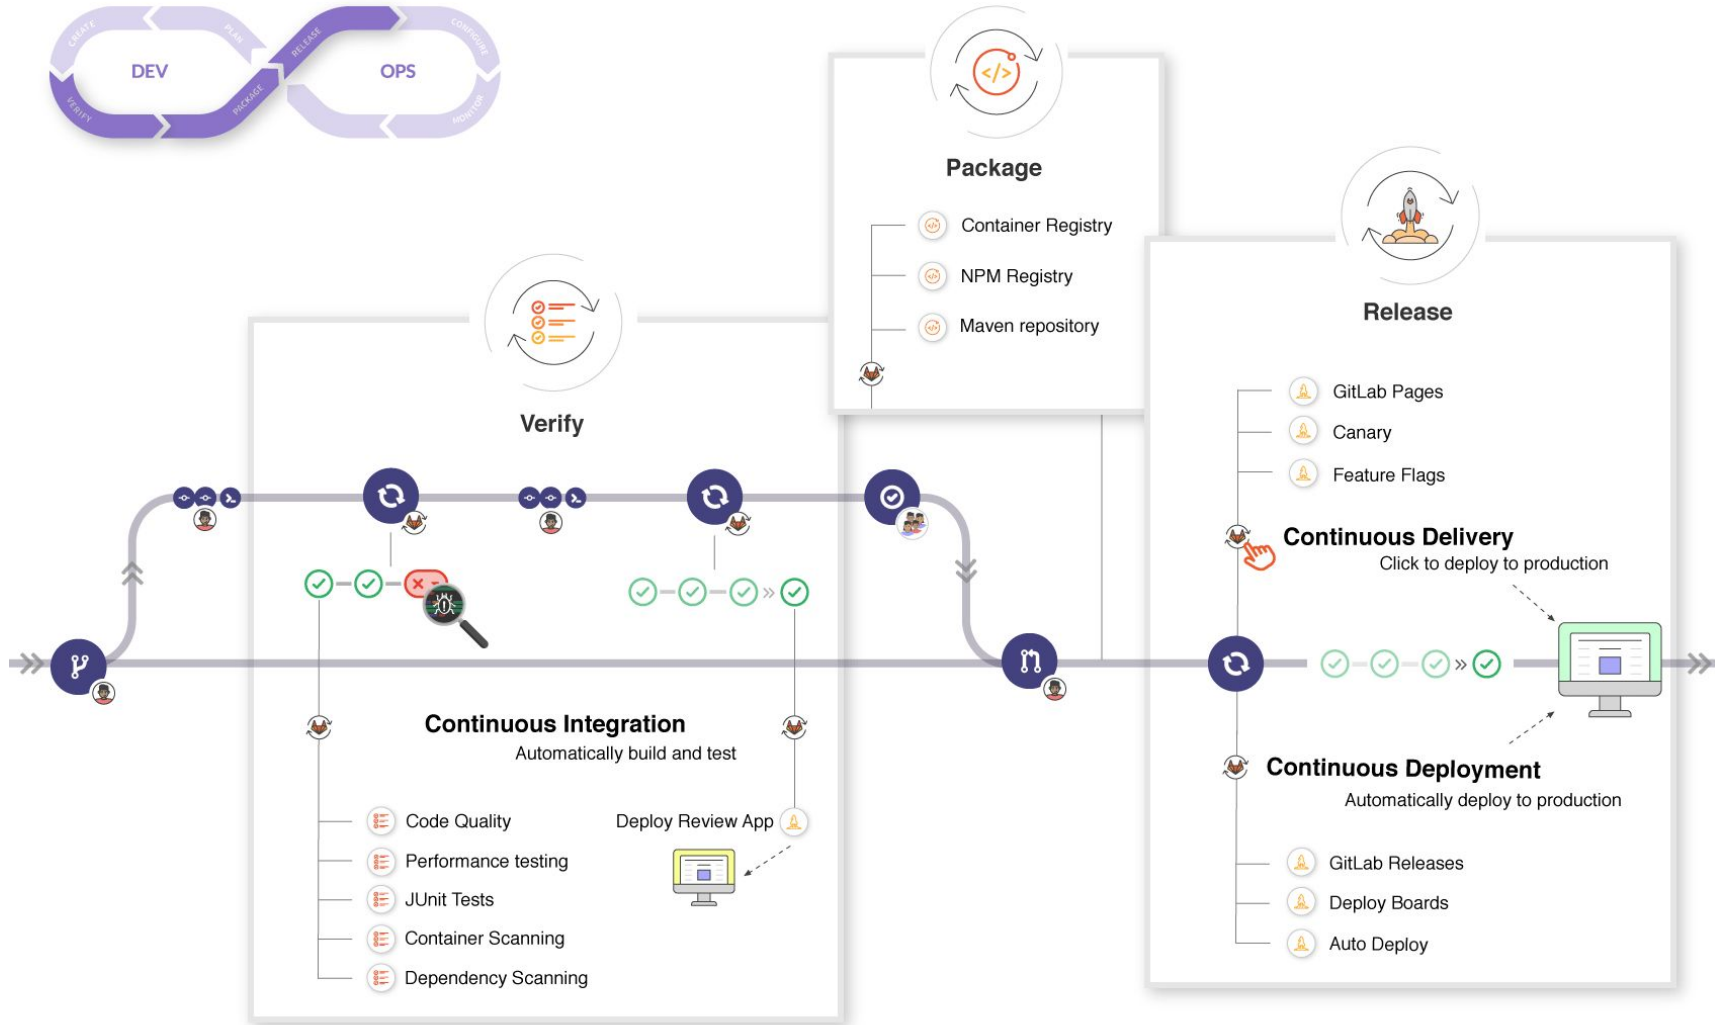 CREATE
PLAN
RELEASE
CONFIGURE
DEV
OPS
VERIFY
PACKAGE
MONITOR
Package
Container Registry
NPM Registry
Maven repository
Verify
Continuous Integration
Automatically build and test
Code Quality
Performance testing
JUnit Tests
Container Scanning
Dependency Scanning
Deploy Review App
Release
GitLab Pages
Canary
Feature Flags
Continuous Delivery
Click to deploy to production
Continuous Deployment
Automatically deploy to production
GitLab Releases
Deploy Boards
Auto Deploy